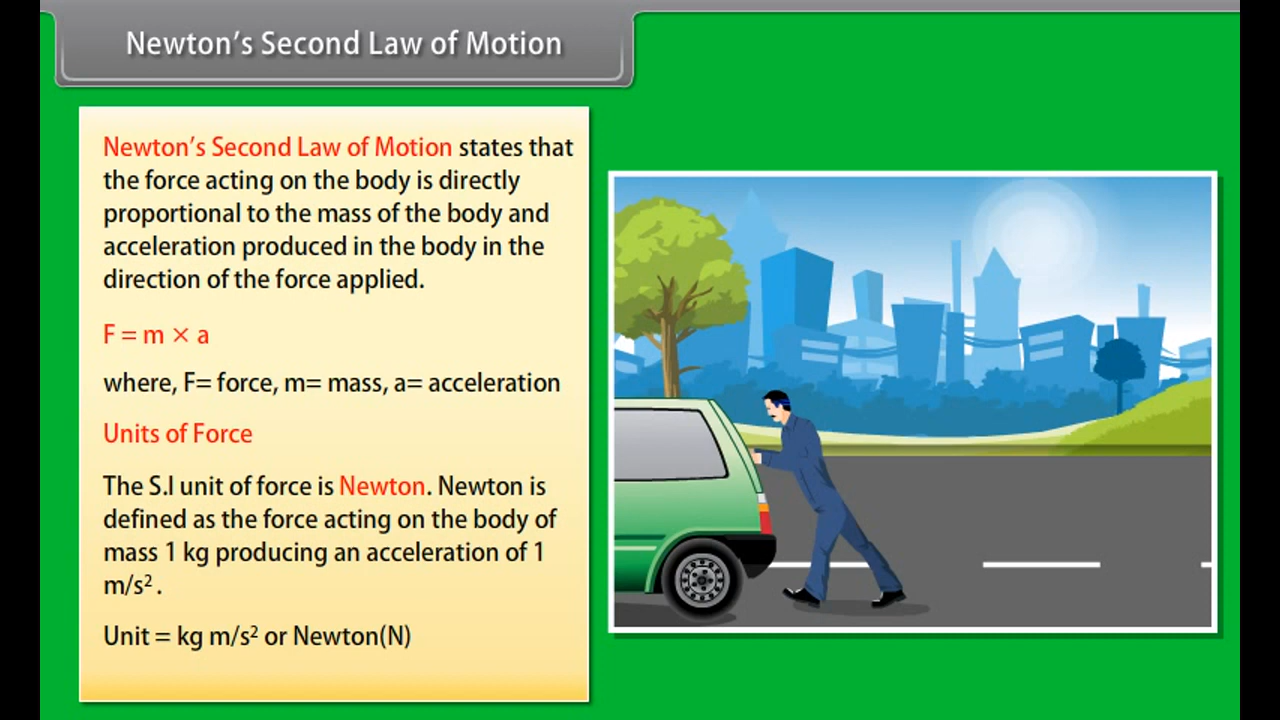 Newton's Second Law of Motion
Newton's Second Law of Motion states that
the force acting on the body is directly
proportional to the mass of the body and
acceleration produced in the body in the
direction of the force applied.
F = m × a
where, F= force, m= mass, a= acceleration
Units of Force
The S.I unit of force is Newton. Newton is
defined as the force acting on the body of
mass 1 kg producing an acceleration of 1
m/s² .
Unit = kg m/s² or Newton(N)